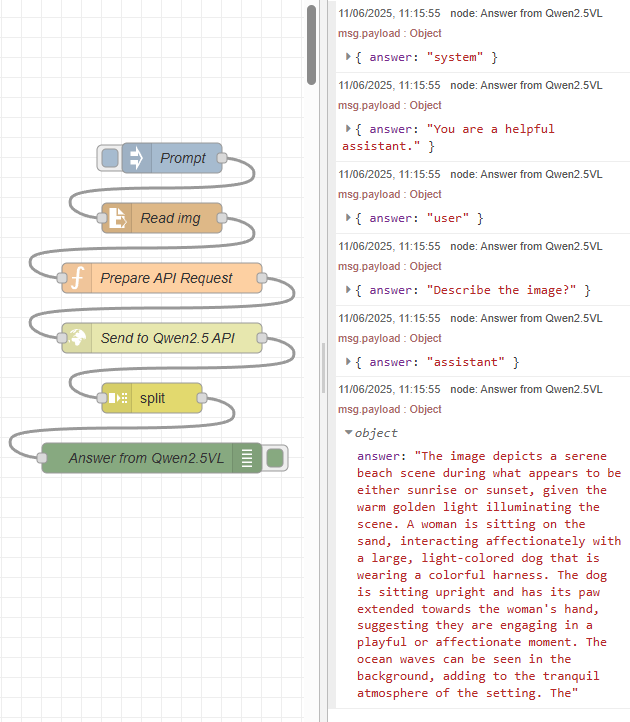 Prompt
Read img
Prepare API Request
Send to Qwen2.5 API
split
Answer from Qwen2.5VL
11/06/2025, 11:15:55 node: Answer from Qwen2.5VL
msg.payload : Object
{ answer: "system" }
11/06/2025, 11:15:55 node: Answer from Qwen2.5VL
msg.payload : Object
{ answer: "You are a helpful
assistant." }
11/06/2025, 11:15:55 node: Answer from Qwen2.5VL
msg.payload : Object
{ answer: "user" }
11/06/2025, 11:15:55 node: Answer from Qwen2.5VL
msg.payload : Object
{ answer: "Describe the image?" }
11/06/2025, 11:15:55 node: Answer from Qwen2.5VL
msg.payload : Object
{ answer: "assistant" }
11/06/2025, 11:15:55 node: Answer from Qwen2.5VL
msg.payload : Object
object
answer: "The image depicts a serene
beach scene during what appears to be
either sunrise or sunset, given the
warm golden light illuminating the
scene. A woman is sitting on the
sand, interacting affectionately with
a large, light-colored dog that is
wearing a colorful harness. The dog
is sitting upright and has its paw
extended towards the woman's hand,
suggesting they are engaging in a
playful or affectionate moment. The
ocean waves can be seen in the
background, adding to the tranquil
atmosphere of the setting. The"